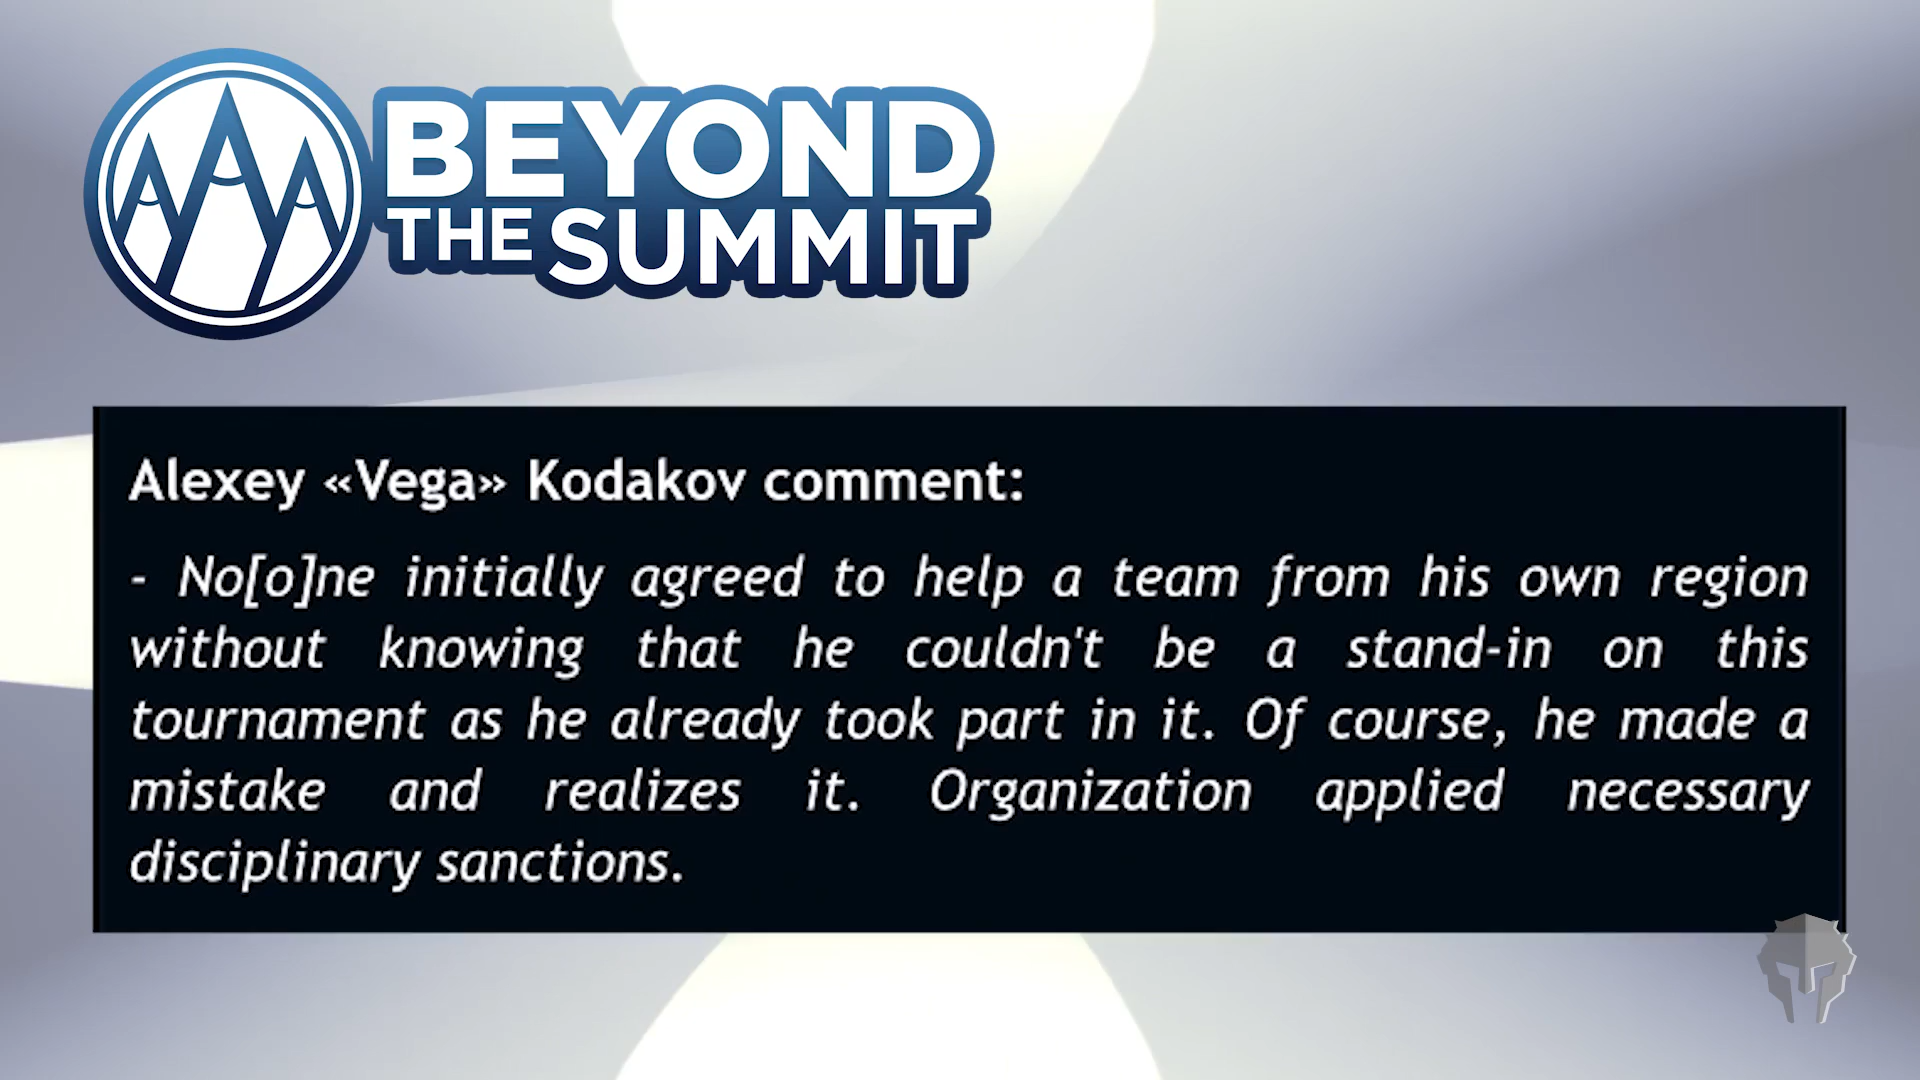 BEYOND
THE SUMMIT
Alexey «Vega» Kodakov comment:
- No[o]ne initially agreed to help a team from his own region
without knowing that he couldn't be a stand-in on this
tournament as he already took part in it. Of course, he made a
mistake and realizes it. Organization applied necessary
disciplinary sanctions.